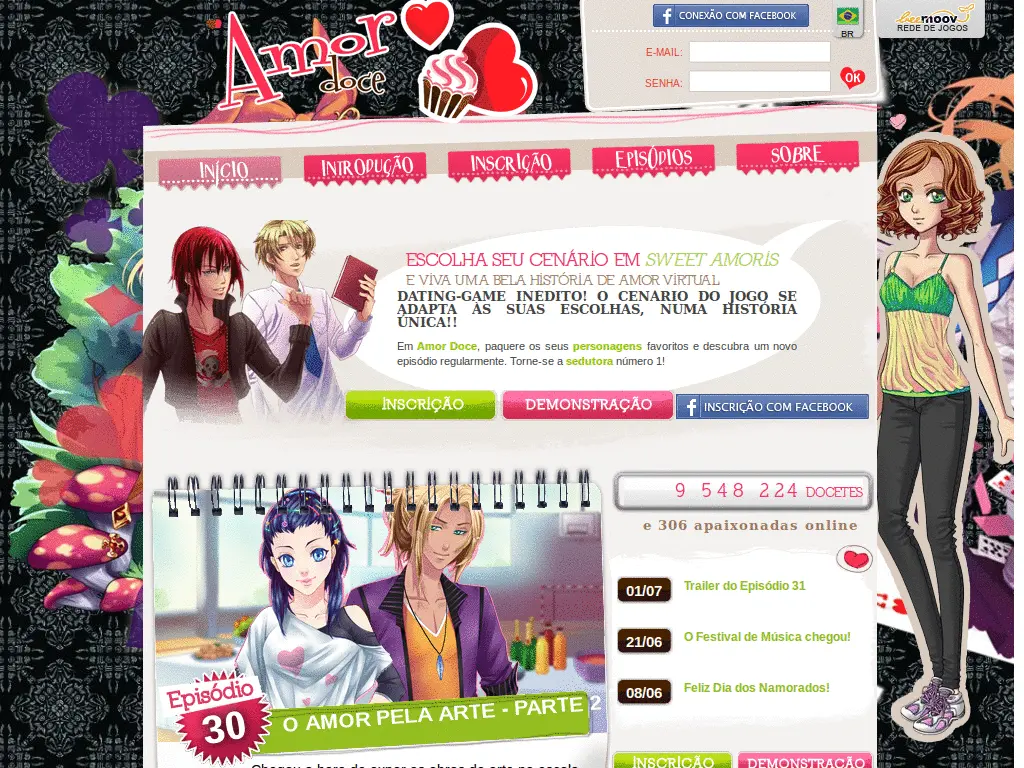 Amor
doce
CONEXÃO COM FACEBOOK
BR
beemoov
REDE DE JOGOS
E-MAIL:
SENHA:
OK
INÍCIO
INTRODUÇÃO
INSCRIÇÃO
EPISÓDIOS
SOBRE
ESCOLHA SEU CENÁRIO EM SWEET AMORIS
E VIVA UMA BELA HISTÓRIA DE AMOR VIRTUAL
DATING-GAME INÉDITO! O CENÁRIO DO JOGO SE
ADAPTA ÀS SUAS ESCOLHAS, NUMA HISTÓRIA
ÚNICA!!
Em Amor Doce, paquere os seus personagens favoritos e descubra um novo
episódio regularmente. Torne-se a sedutora número 1!
INSCRIÇÃO
DEMONSTRAÇÃO
INSCRIÇÃO COM FACEBOOK
9 548 224 DOCETES
e 306 apaixonadas online
01/07 Trailer do Episódio 31
21/06 O Festival de Música chegou!
08/06 Feliz Dia dos Namorados!
Episódio
30
O AMOR PELA ARTE - PARTE 2
INSCRIÇÃO
DEMONSTRAÇÃO